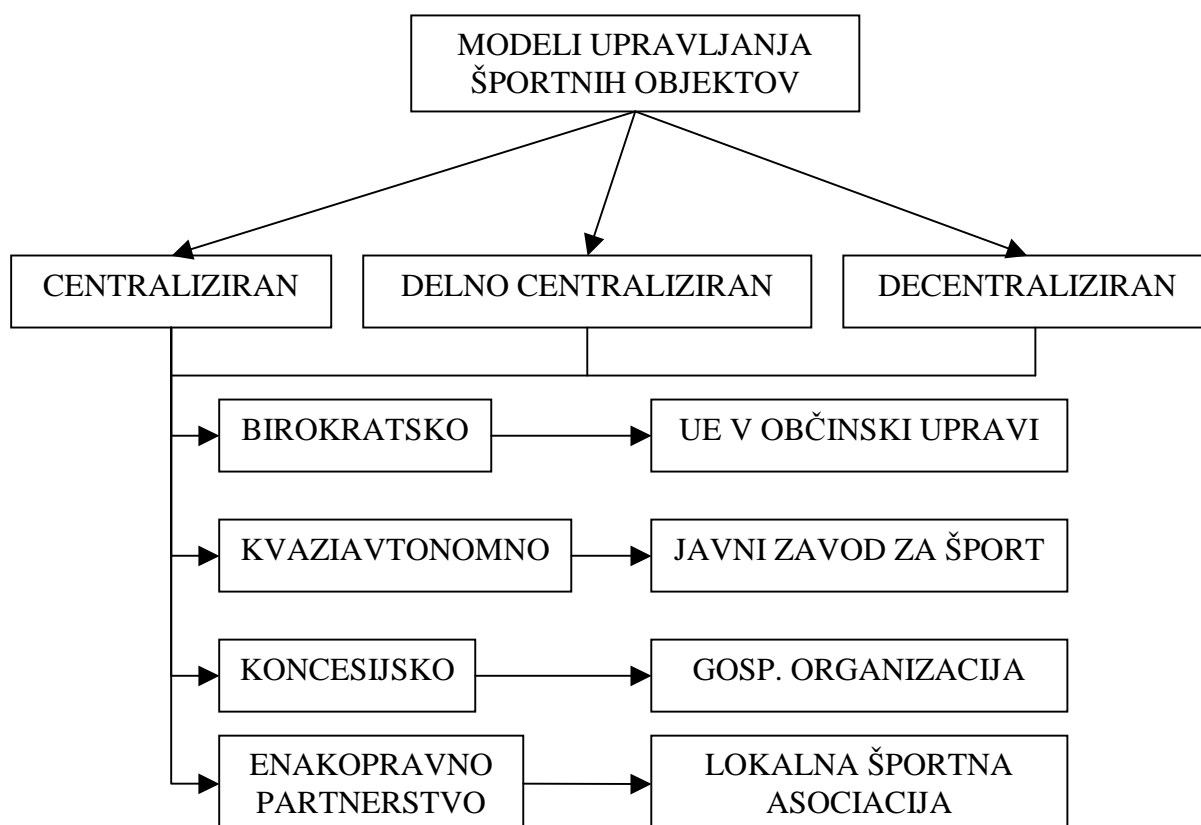 MODELI UPRAVLJANJA
ŠPORTNIH OBJEKTOV
CENTRALIZIRAN
DELNO CENTRALIZIRAN
DECENTRALIZIRAN
BIROKRATSKO
UE V OBČINSKI UPRAVI
KVAZIAVTONOMNO
JAVNI ZAVOD ZA ŠPORT
KONCESIJSKO
GOSP. ORGANIZACIJA
ENAKOPRAVNO
PARTNERSTVO
LOKALNA ŠPORTNA
ASOCIACIJA